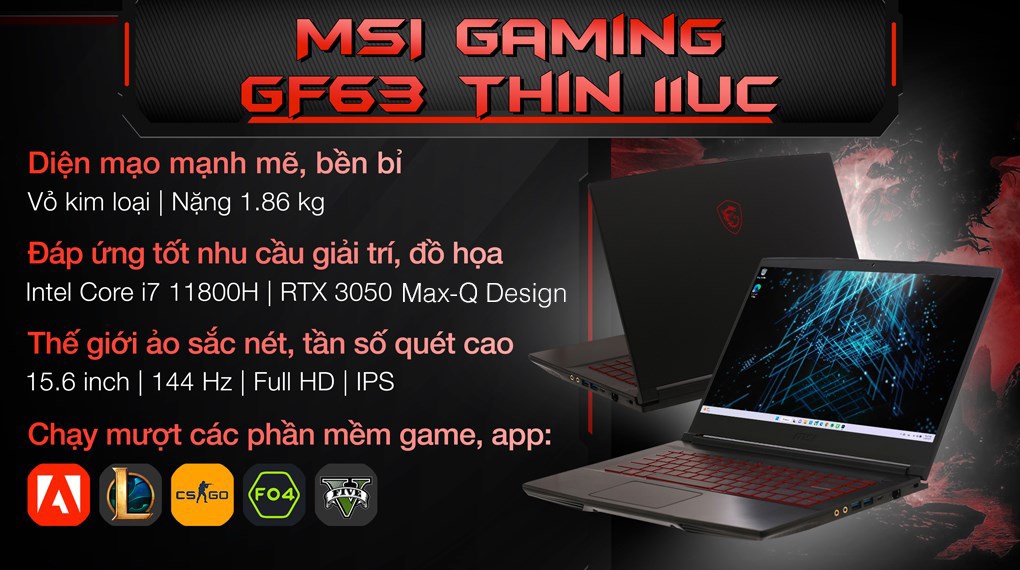 MSI GAMING
GF63 THIN 11UC
Diện mạo mạnh mẽ, bền bỉ
Vỏ kim loại | Nặng 1.86 kg
Đáp ứng tốt nhu cầu giải trí, đồ họa
Intel Core i7 11800H | RTX 3050 Max-Q Design
Thế giới ảo sắc nét, tần số quét cao
15.6 inch | 144 Hz | Full HD | IPS
Chạy mượt các phần mềm game, app:
L
CS GO
FO4
V
FIVE